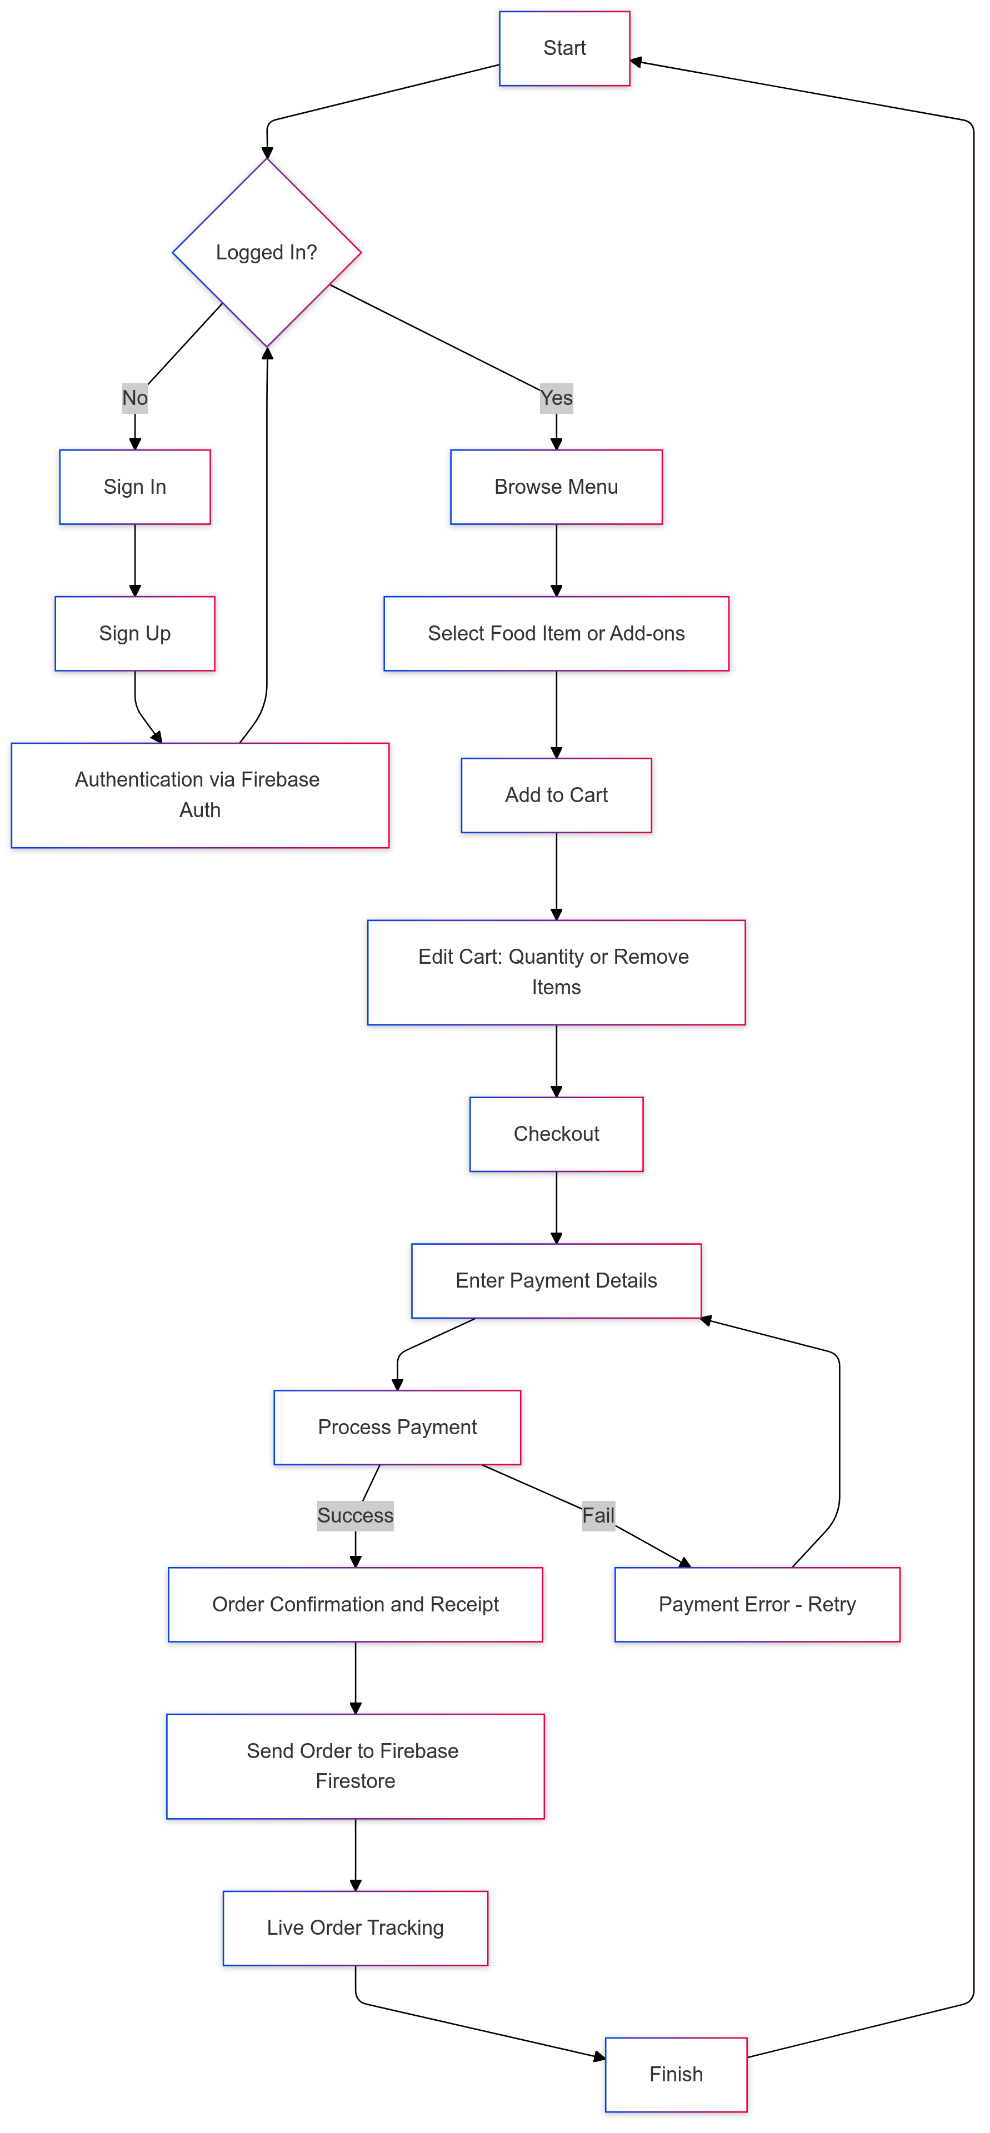 Start
Logged In?
No
Yes
Sign In
Browse Menu
Sign Up
Select Food Item or Add-ons
Authentication via Firebase
Auth
Add to Cart
Edit Cart: Quantity or Remove
Items
Checkout
Enter Payment Details
Process Payment
Success
Fail
Order Confirmation and Receipt
Payment Error - Retry
Send Order to Firebase
Firestore
Live Order Tracking
Finish